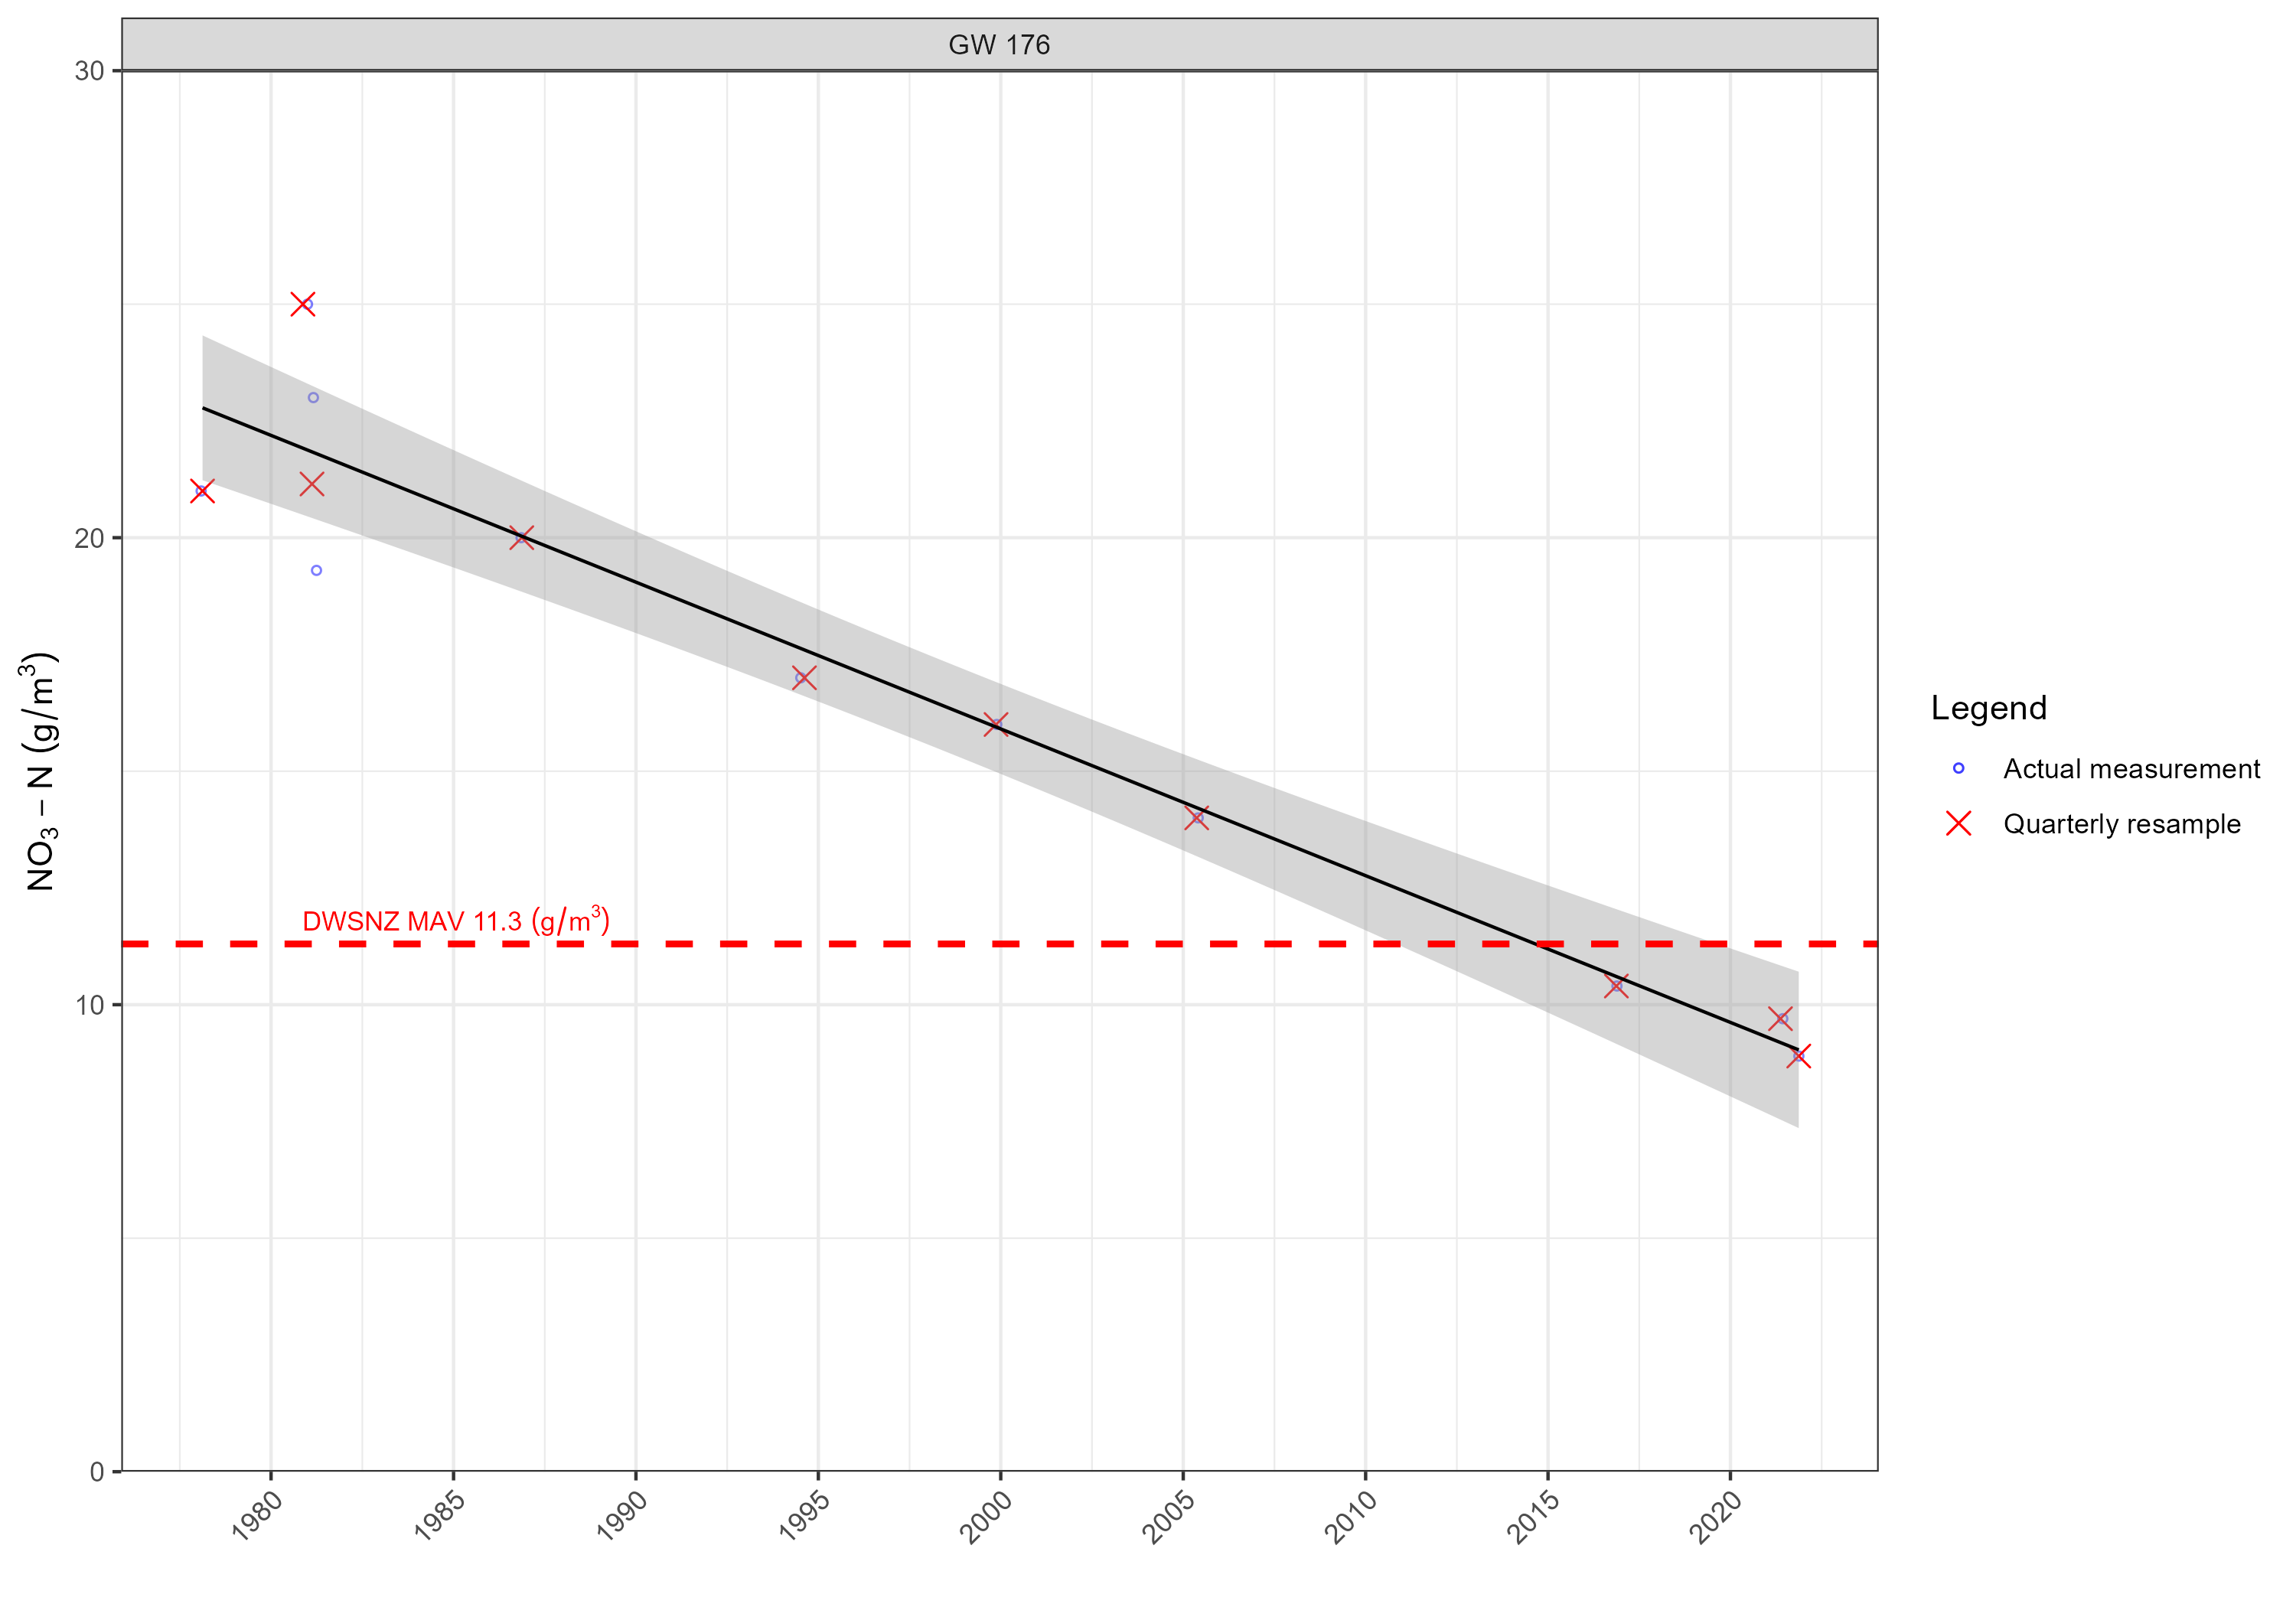 GW 176
30
20
10
0
NO₃ – N (g/m³)
DWSNZ MAV 11.3 (g/m³)
1980
1985
1990
1995
2000
2005
2010
2015
2020
Legend
Actual measurement
Quarterly resample